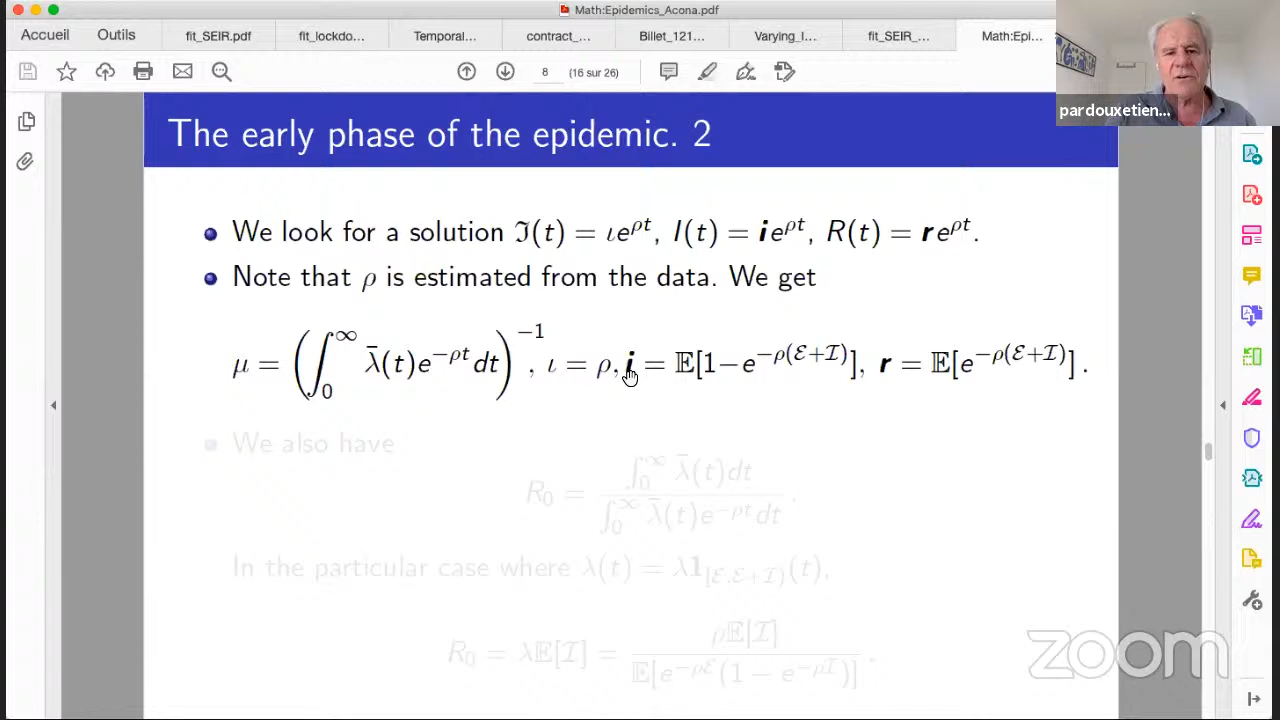 Math:Epidemics_Acona.pdf
Accueil Outils fit_SEIR.pdf fit_lockdo... Temporal... contract_... Billet_121... Varying_I... fit_SEIR_... Math:Epi...
8 (16 sur 26)
pardouxetien...
The early phase of the epidemic. 2
We look for a solution ℑ(t) = ιe^{ρt}, I(t) = ie^{ρt}, R(t) = re^{ρt}.
Note that ρ is estimated from the data. We get
μ = (∫_0^∞ λ̄(t)e^{−ρt}dt)^{−1}, ι = ρ, i = 𝔼[1−e^{−ρ(ℰ+ℐ)}], r = 𝔼[e^{−ρ(ℰ+ℐ)}].
We also have
R_0 = ∫_0^∞ λ̄(t)dt / ∫_0^∞ λ̄(t)e^{−ρt}dt.
In the particular case where λ(t) = λ1_{[ℰ,ℰ+ℐ)}(t),
R_0 = λ𝔼[ℐ] = ρ𝔼[ℐ] / 𝔼[e^{−ρℰ}(1 − e^{−ρℐ})].
zoom